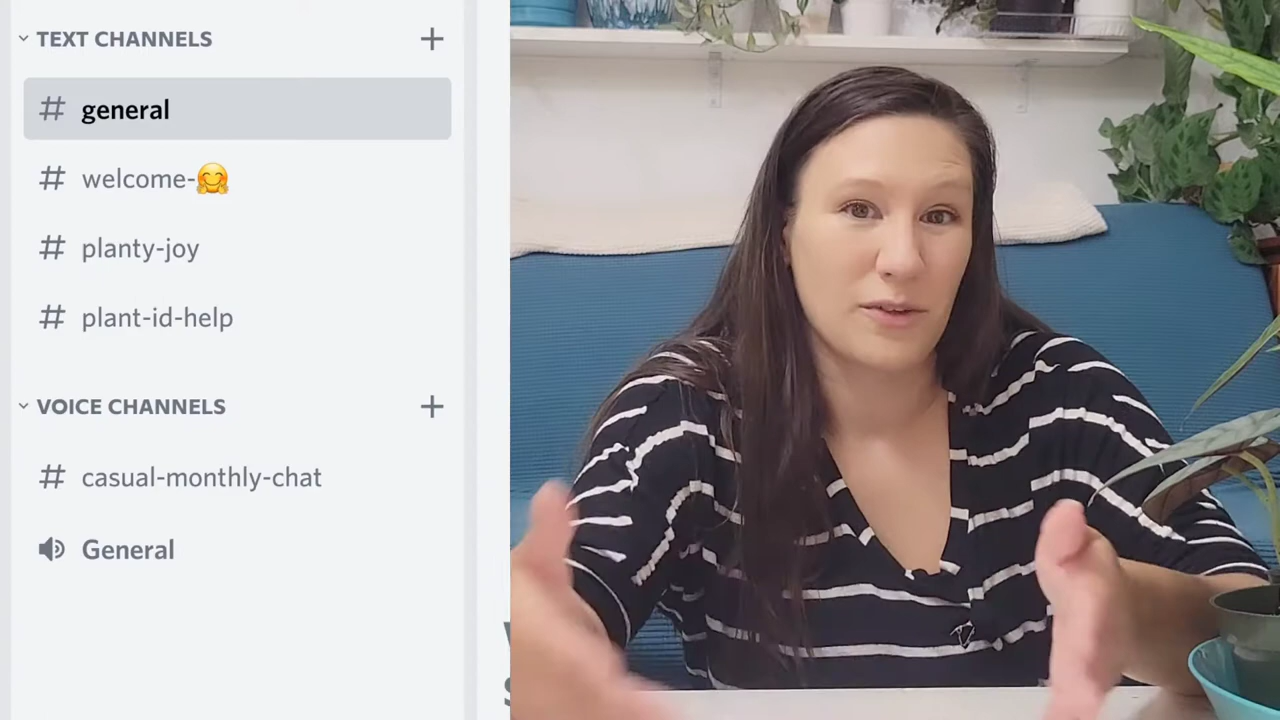 TEXT CHANNELS
# general
# welcome-🤗
# planty-joy
# plant-id-help
VOICE CHANNELS
# casual-monthly-chat
General